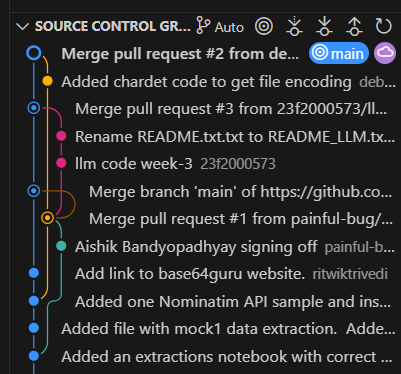 SOURCE CONTROL GR... Auto
Merge pull request #2 from de... main
Added chardet code to get file encoding deb...
Merge pull request #3 from 23f2000573/ll...
Rename README.txt.txt to README_LLM.tx...
llm code week-3 23f2000573
Merge branch 'main' of https://github.co...
Merge pull request #1 from painful-bug/...
Aishik Bandyopadhyay signing off painful-b...
Add link to base64guru website. ritwiktrivedi
Added one Nominatim API sample and ins...
Added file with mock1 data extraction. Adde...
Added an extractions notebook with correct ...